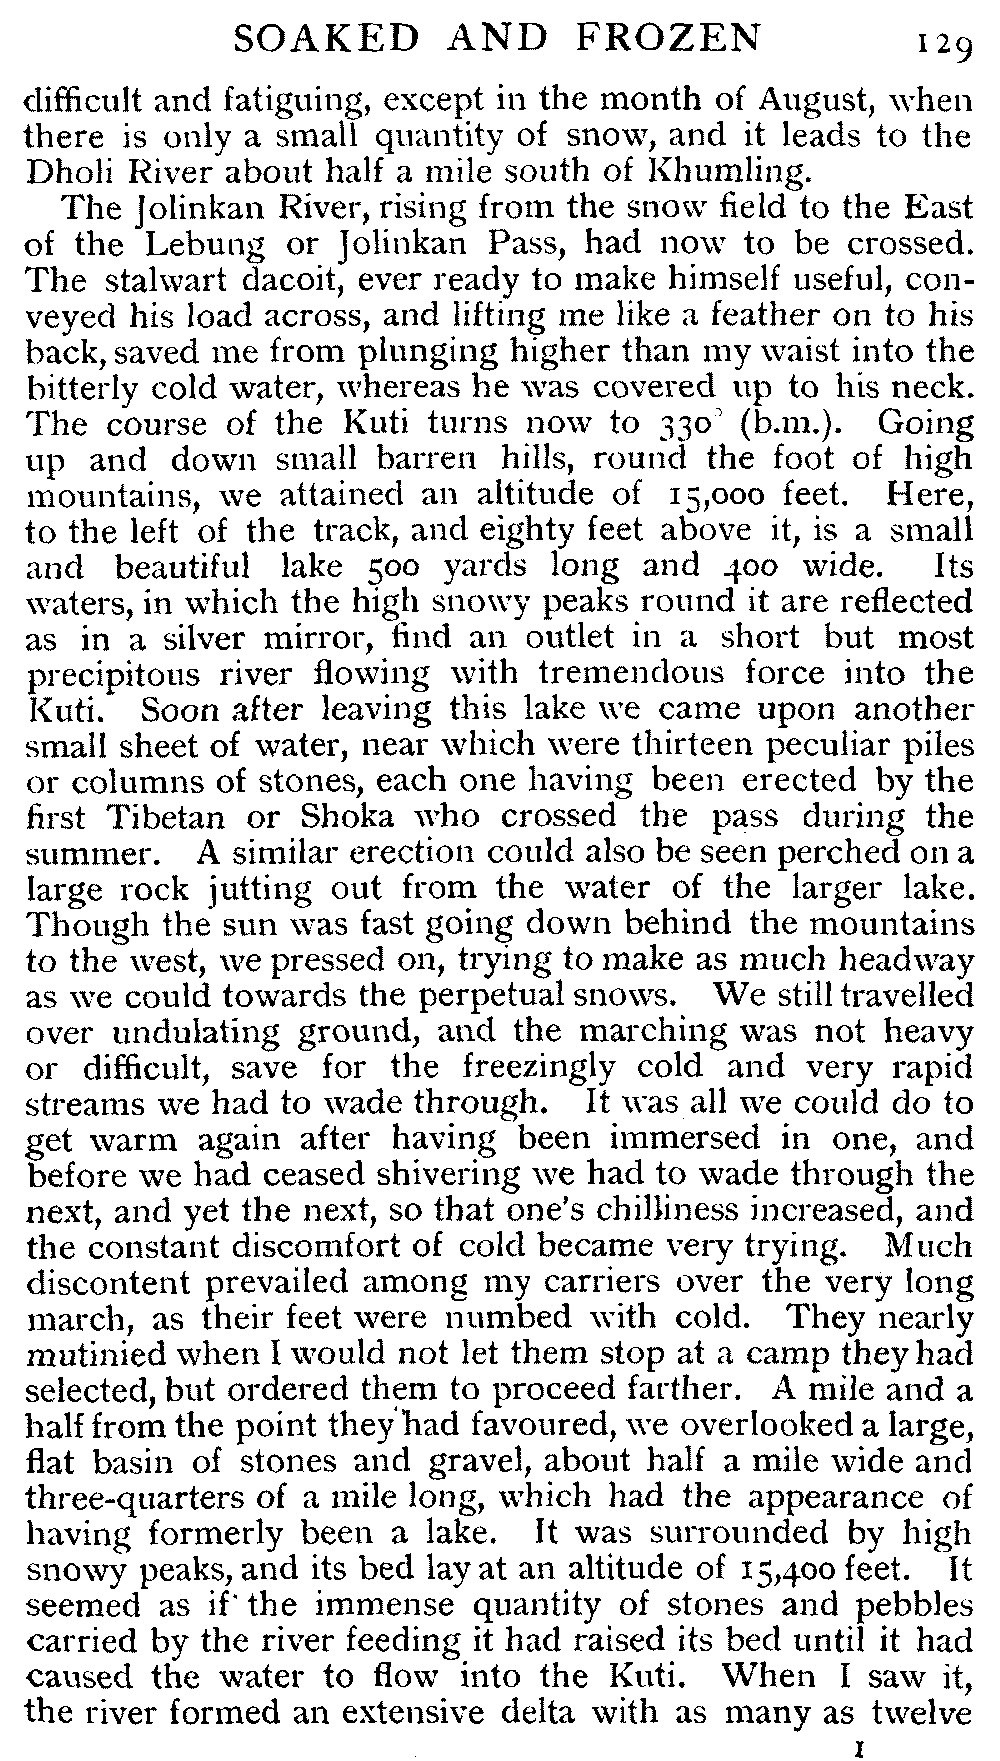 SOAKED AND FROZEN 129
difficult and fatiguing, except in the month of August, when
there is only a small quantity of snow, and it leads to the
Dholi River about half a mile south of Khumling.
The Jolinkan River, rising from the snow field to the East
of the Lebung or Jolinkan Pass, had now to be crossed.
The stalwart dacoit, ever ready to make himself useful, con-
veyed his load across, and lifting me like a feather on to his
back, saved me from plunging higher than my waist into the
bitterly cold water, whereas he was covered up to his neck.
The course of the Kuti turns now to 330° (b.m.). Going
up and down small barren hills, round the foot of high
mountains, we attained an altitude of 15,000 feet. Here,
to the left of the track, and eighty feet above it, is a small
and beautiful lake 500 yards long and 400 wide. Its
waters, in which the high snowy peaks round it are reflected
as in a silver mirror, find an outlet in a short but most
precipitous river flowing with tremendous force into the
Kuti. Soon after leaving this lake we came upon another
small sheet of water, near which were thirteen peculiar piles
or columns of stones, each one having been erected by the
first Tibetan or Shoka who crossed the pass during the
summer. A similar erection could also be seen perched on a
large rock jutting out from the water of the larger lake.
Though the sun was fast going down behind the mountains
to the west, we pressed on, trying to make as much headway
as we could towards the perpetual snows. We still travelled
over undulating ground, and the marching was not heavy
or difficult, save for the freezingly cold and very rapid
streams we had to wade through. It was all we could do to
get warm again after having been immersed in one, and
before we had ceased shivering we had to wade through the
next, and yet the next, so that one's chilliness increased, and
the constant discomfort of cold became very trying. Much
discontent prevailed among my carriers over the very long
march, as their feet were numbed with cold. They nearly
mutinied when I would not let them stop at a camp they had
selected, but ordered them to proceed farther. A mile and a
half from the point they had favoured, we overlooked a large,
flat basin of stones and gravel, about half a mile wide and
three-quarters of a mile long, which had the appearance of
having formerly been a lake. It was surrounded by high
snowy peaks, and its bed lay at an altitude of 15,400 feet. It
seemed as if the immense quantity of stones and pebbles
carried by the river feeding it had raised its bed until it had
caused the water to flow into the Kuti. When I saw it,
the river formed an extensive delta with as many as twelve
I